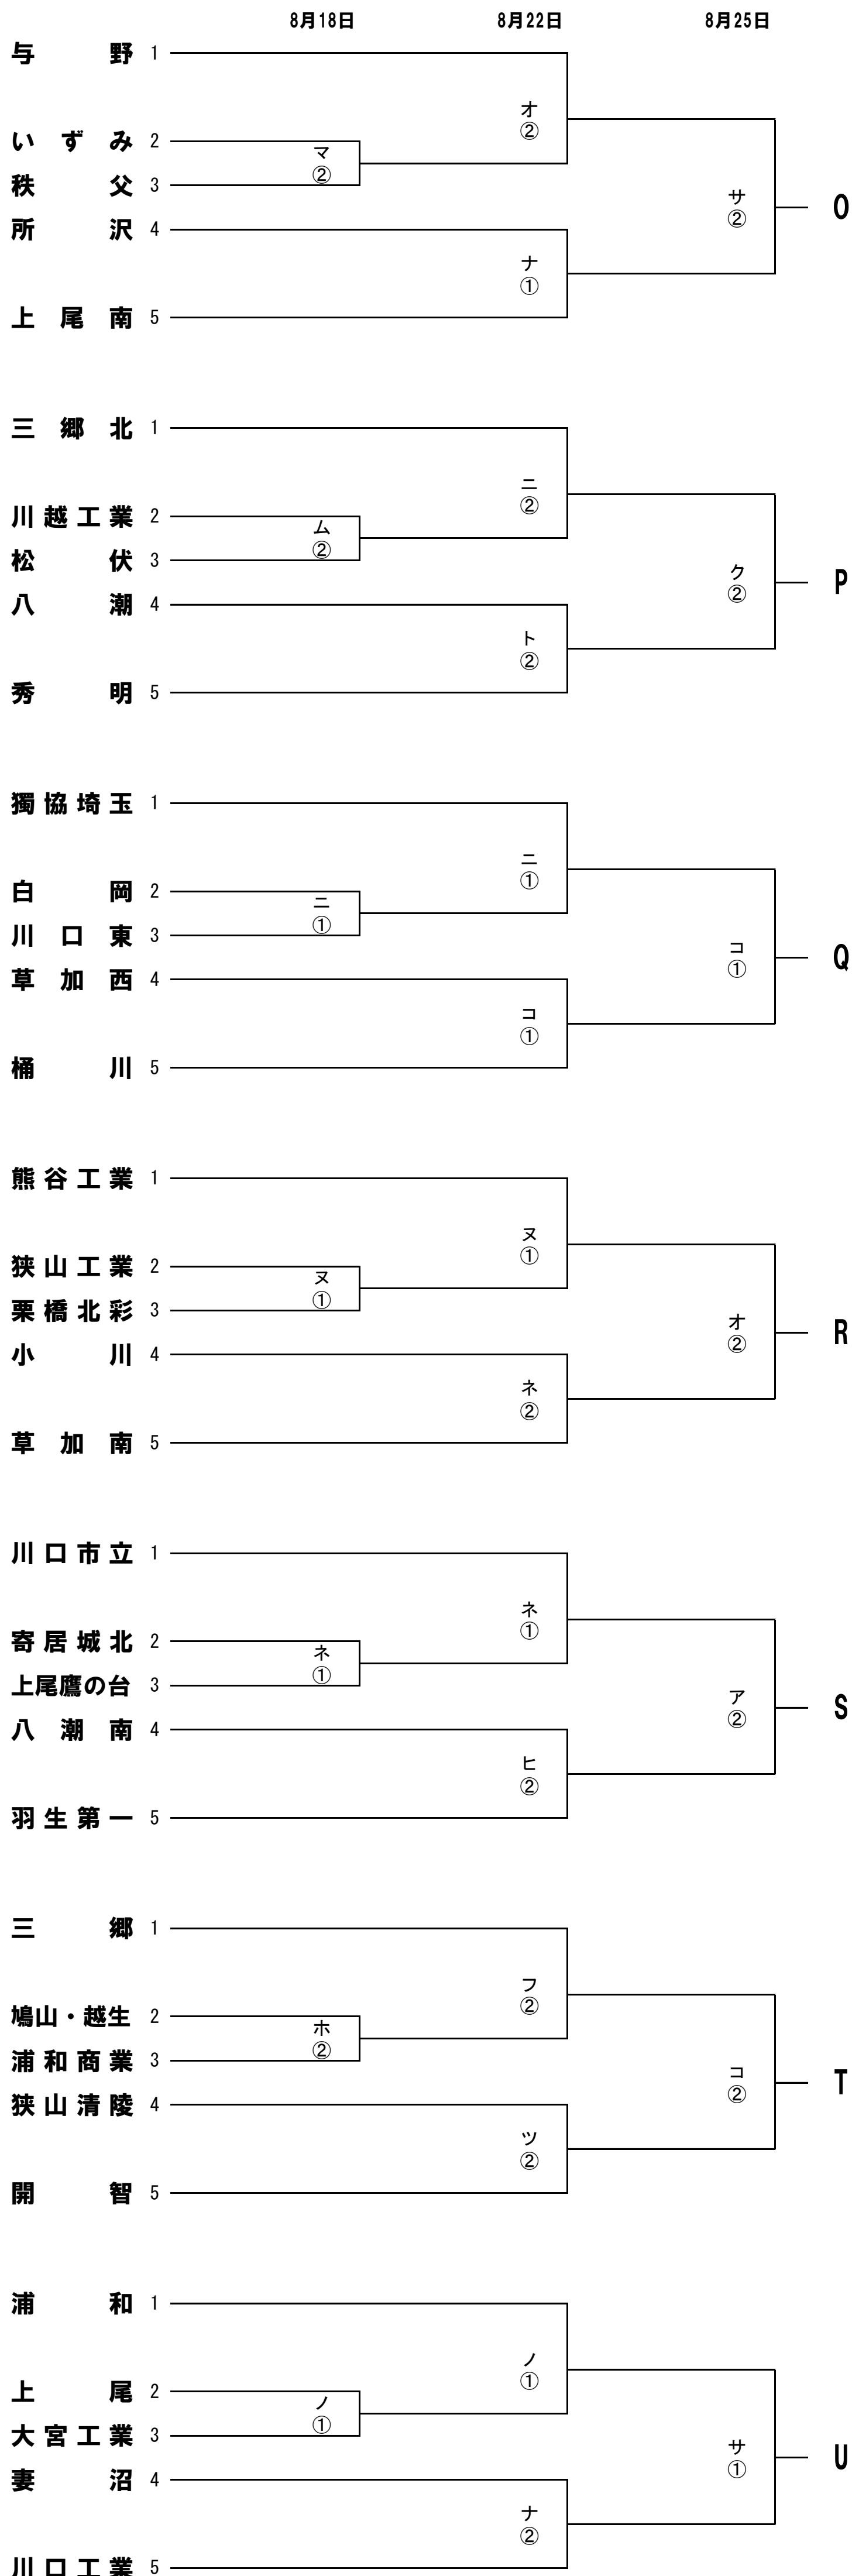 8月18日 8月22日 8月25日
与野 1
オ
②
いずみ 2
マ
②
秩父 3
サ
②
O
所沢 4
ナ
①
上尾南 5
三郷北 1
ニ
②
川越工業 2
ム
②
松伏 3
ク
②
P
八潮 4
ト
②
秀明 5
獨協埼玉 1
ニ
①
白岡 2
ニ
①
川口東 3
コ
①
Q
草加西 4
コ
①
桶川 5
熊谷工業 1
ヌ
①
狭山工業 2
ヌ
①
栗橋北彩 3
オ
②
R
小川 4
ネ
②
草加南 5
川口市立 1
ネ
①
寄居城北 2
ネ
①
上尾鷹の台 3
ア
②
S
八潮南 4
ヒ
②
羽生第一 5
三郷 1
フ
②
鳩山・越生 2
ホ
②
浦和商業 3
コ
②
T
狭山清陵 4
ツ
②
開智 5
浦和 1
ノ
①
上尾 2
ノ
①
大宮工業 3
サ
①
U
妻沼 4
ナ
②
川口工業 5